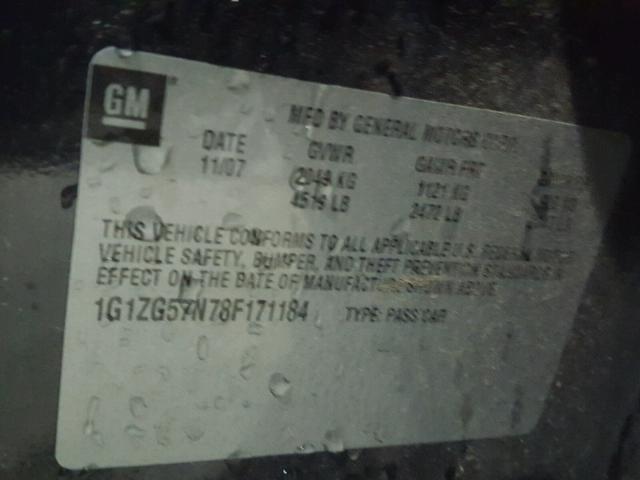 GM
MFD BY GENERAL MOTORS CORP
DATE GVWR GAWR FRT
11/07 2049 KG 1121 KG
4519 LB 2472 LB
THIS VEHICLE CONFORMS TO ALL APPLICABLE U.S. FEDERAL
VEHICLE SAFETY, BUMPER, AND THEFT PREVENTION STANDARDS IN
EFFECT ON THE DATE OF MANUFACTURE SHOWN ABOVE.
1G1ZG57N78F171184 TYPE: PASS CAR